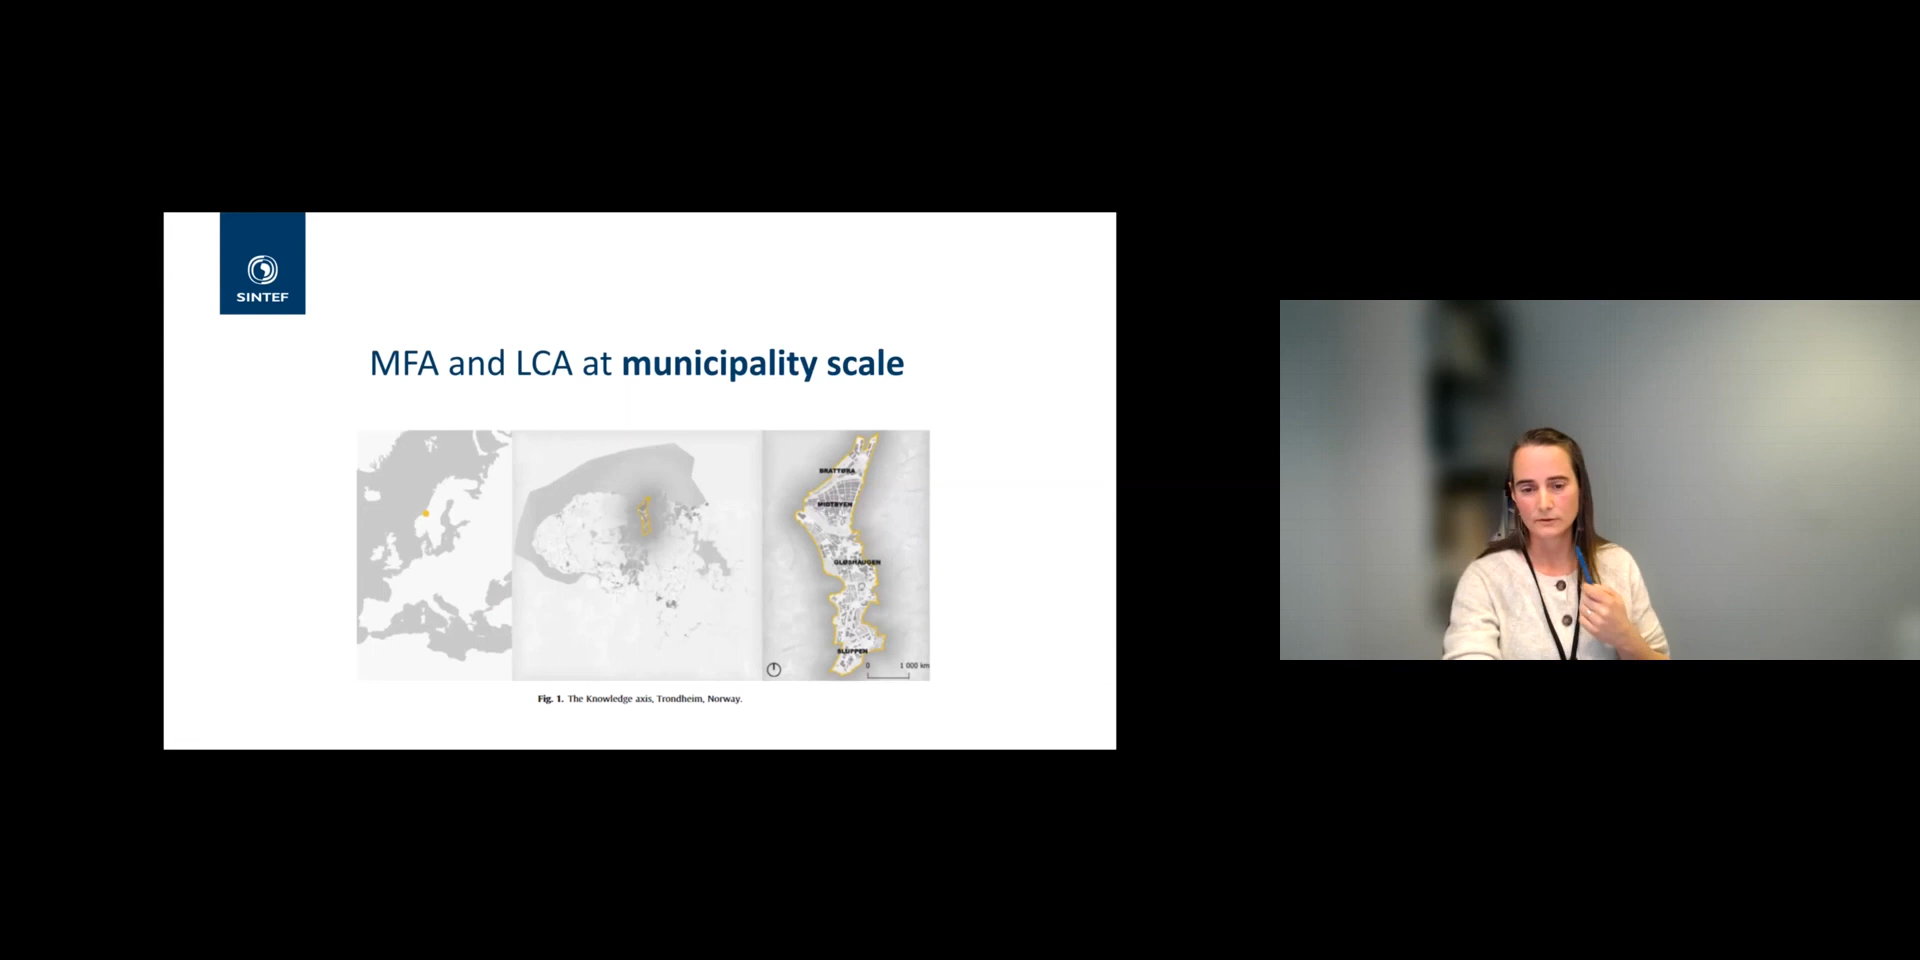 SINTEF
MFA and LCA at municipality scale
BRATTØRA
MIDTBYEN
GLØSHAUGEN
SLUPPEN
0 1 000 km
Fig. 1. The Knowledge axis, Trondheim, Norway.